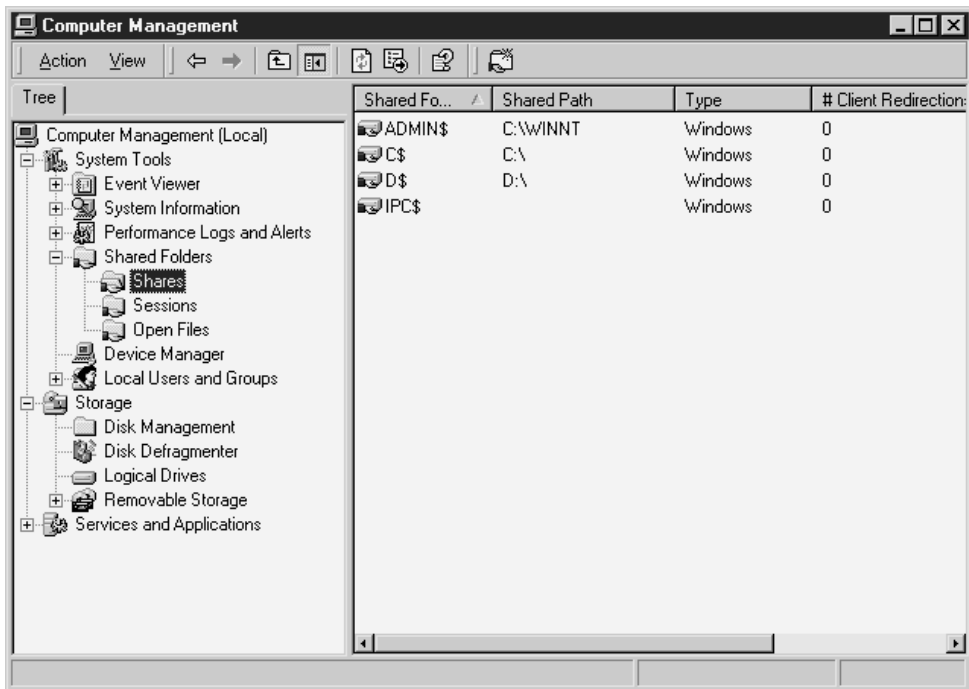 Computer Management
Action View
Tree
Computer Management (Local)
System Tools
Event Viewer
System Information
Performance Logs and Alerts
Shared Folders
Shares
Sessions
Open Files
Device Manager
Local Users and Groups
Storage
Disk Management
Disk Defragmenter
Logical Drives
Removable Storage
Services and Applications
Shared Fo... Shared Path Type # Client Redirections
ADMIN$ C:\WINNT Windows 0
C$ C:\ Windows 0
D$ D:\ Windows 0
IPC$ Windows 0